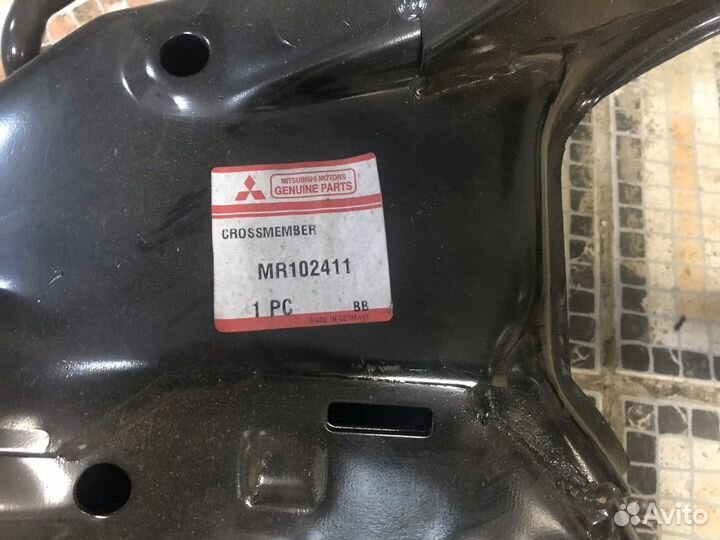 MITSUBISHI MOTORS
GENUINE PARTS
CROSSMEMBER
MR102411
1 PC BB
MADE IN GERMANY
Avito